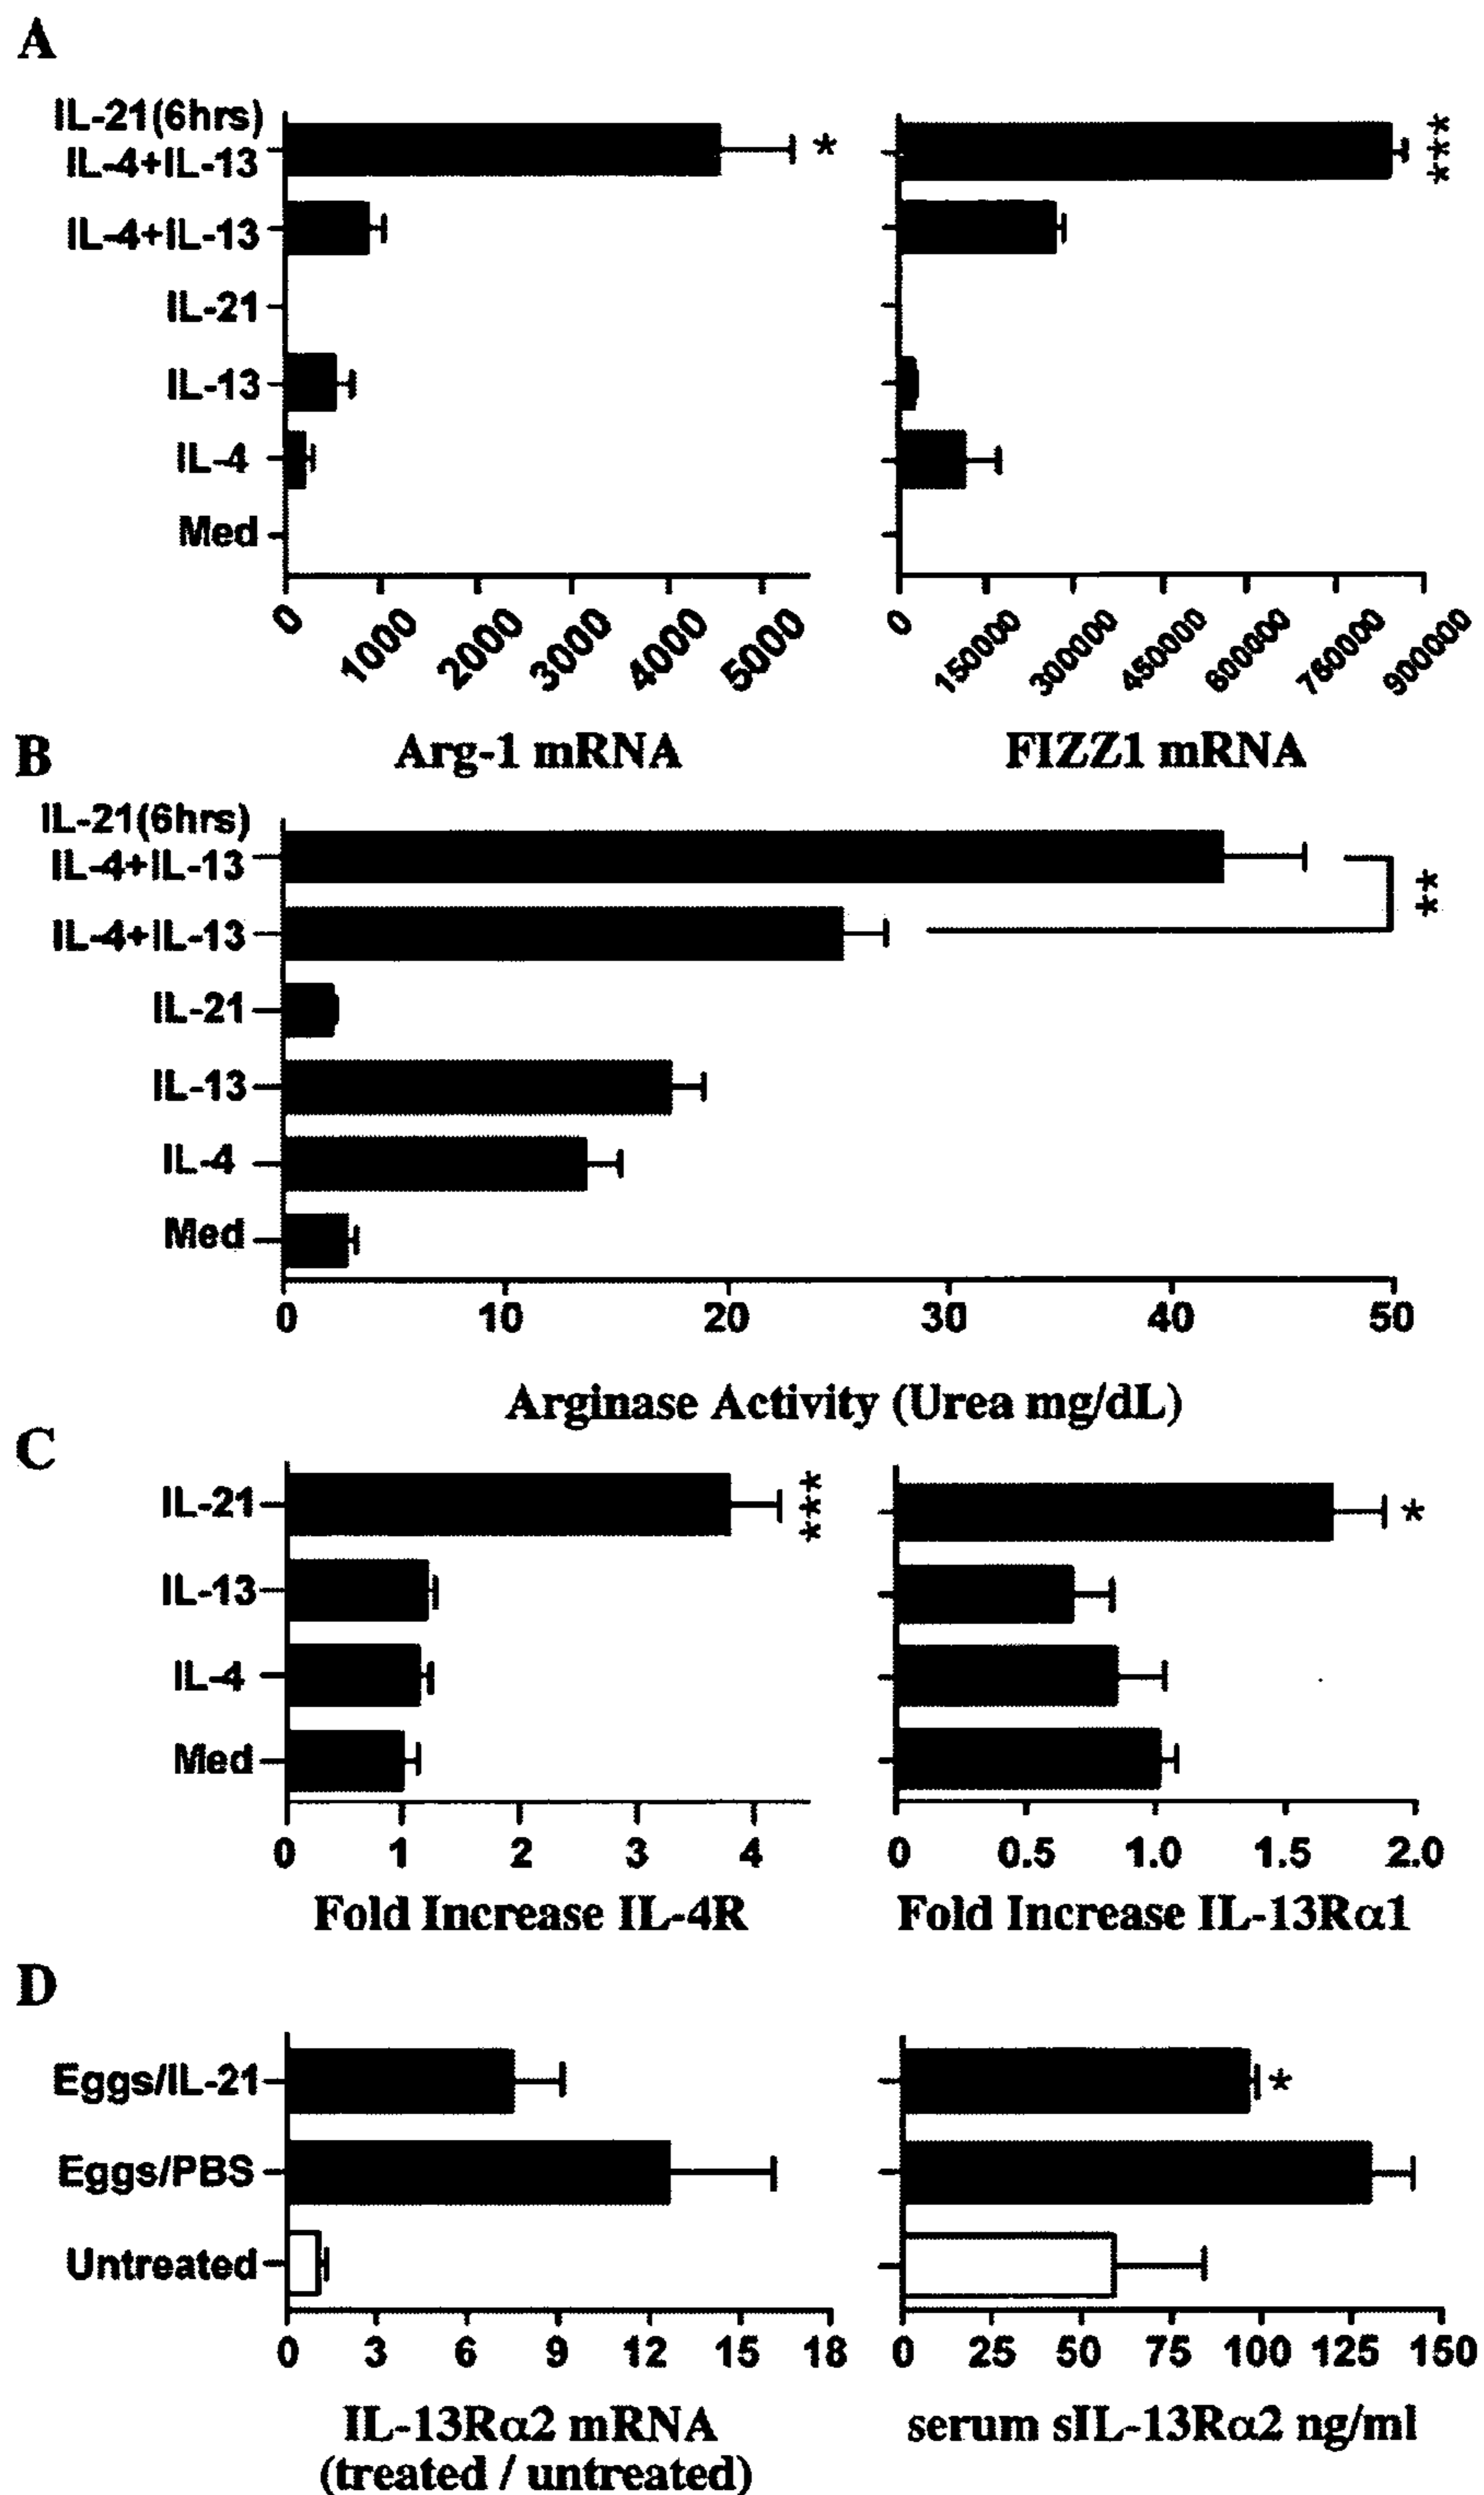 A
IL-21(6hrs)
IL-4+IL-13
IL-4+IL-13
IL-21
IL-13
IL-4
Med
*
***
0 1000 2000 3000 4000 5000
0 150000 300000 450000 600000 750000 900000
Arg-1 mRNA
FIZZ1 mRNA
B
IL-21(6hrs)
IL-4+IL-13
IL-4+IL-13
IL-21
IL-13
IL-4
Med
**
0 10 20 30 40 50
Arginase Activity (Urea mg/dL)
C
IL-21
IL-13
IL-4
Med
***
*
0 1 2 3 4
0 0.5 1.0 1.5 2.0
Fold Increase IL-4R
Fold Increase IL-13Rα1
D
Eggs/IL-21
Eggs/PBS
Untreated
*
0 3 6 9 12 15 18
0 25 50 75 100 125 150
IL-13Rα2 mRNA
(treated / untreated)
serum sIL-13Rα2 ng/ml